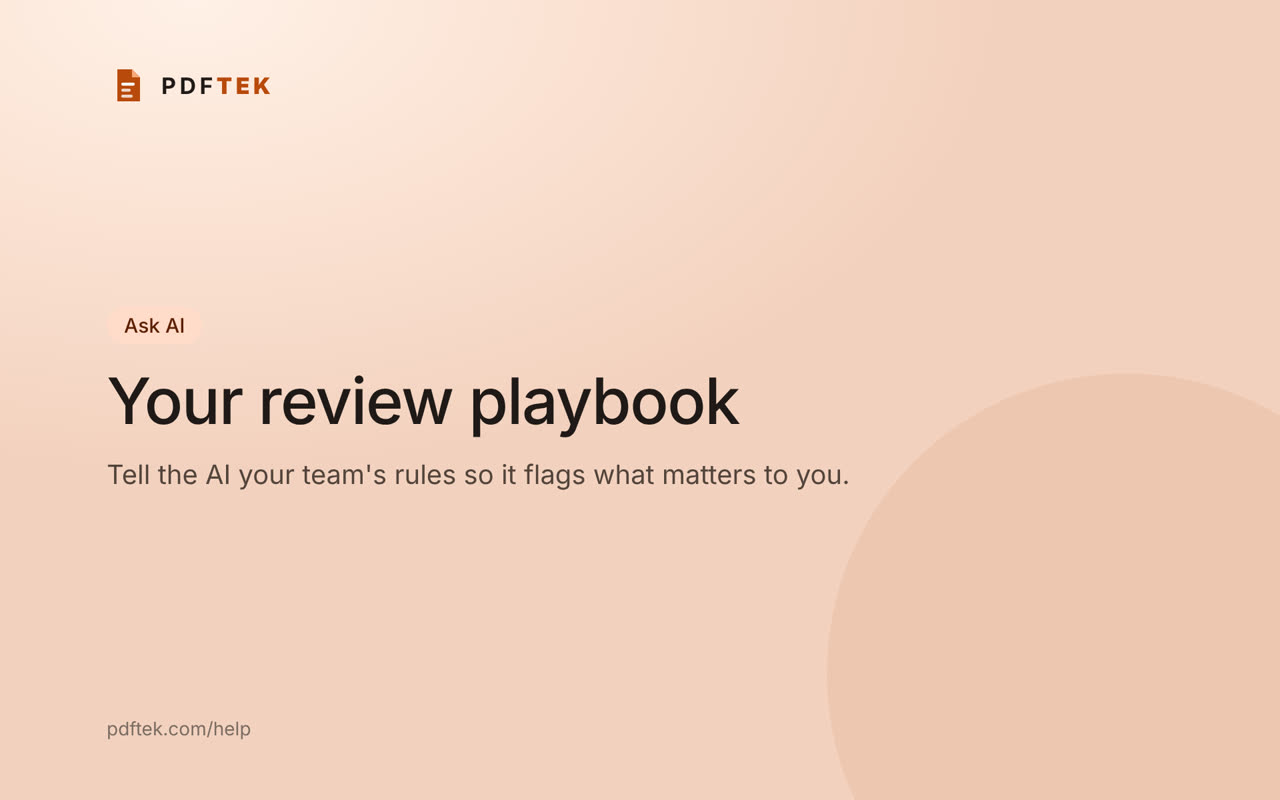 PDFTEK
Ask AI
Your review playbook
Tell the AI your team's rules so it flags what matters to you.
pdftek.com/help